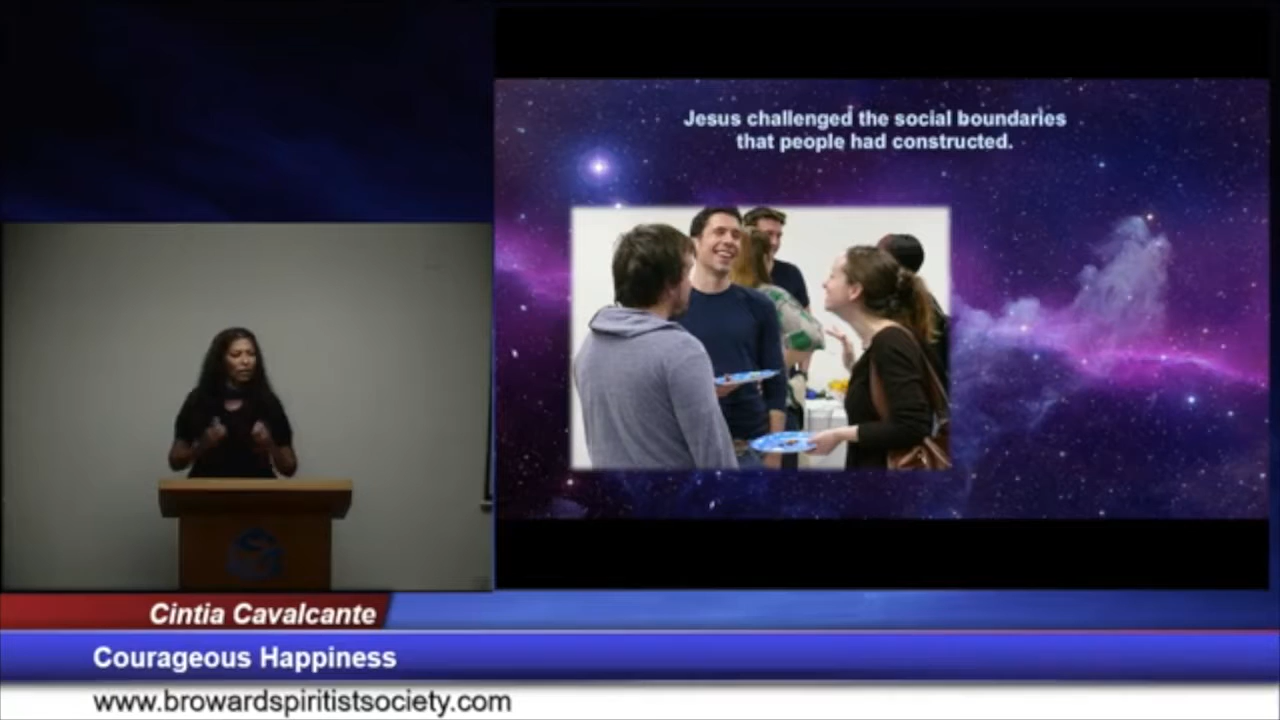 Jesus challenged the social boundaries
that people had constructed.
Cintia Cavalcante
Courageous Happiness
www.browardspiritistsociety.com